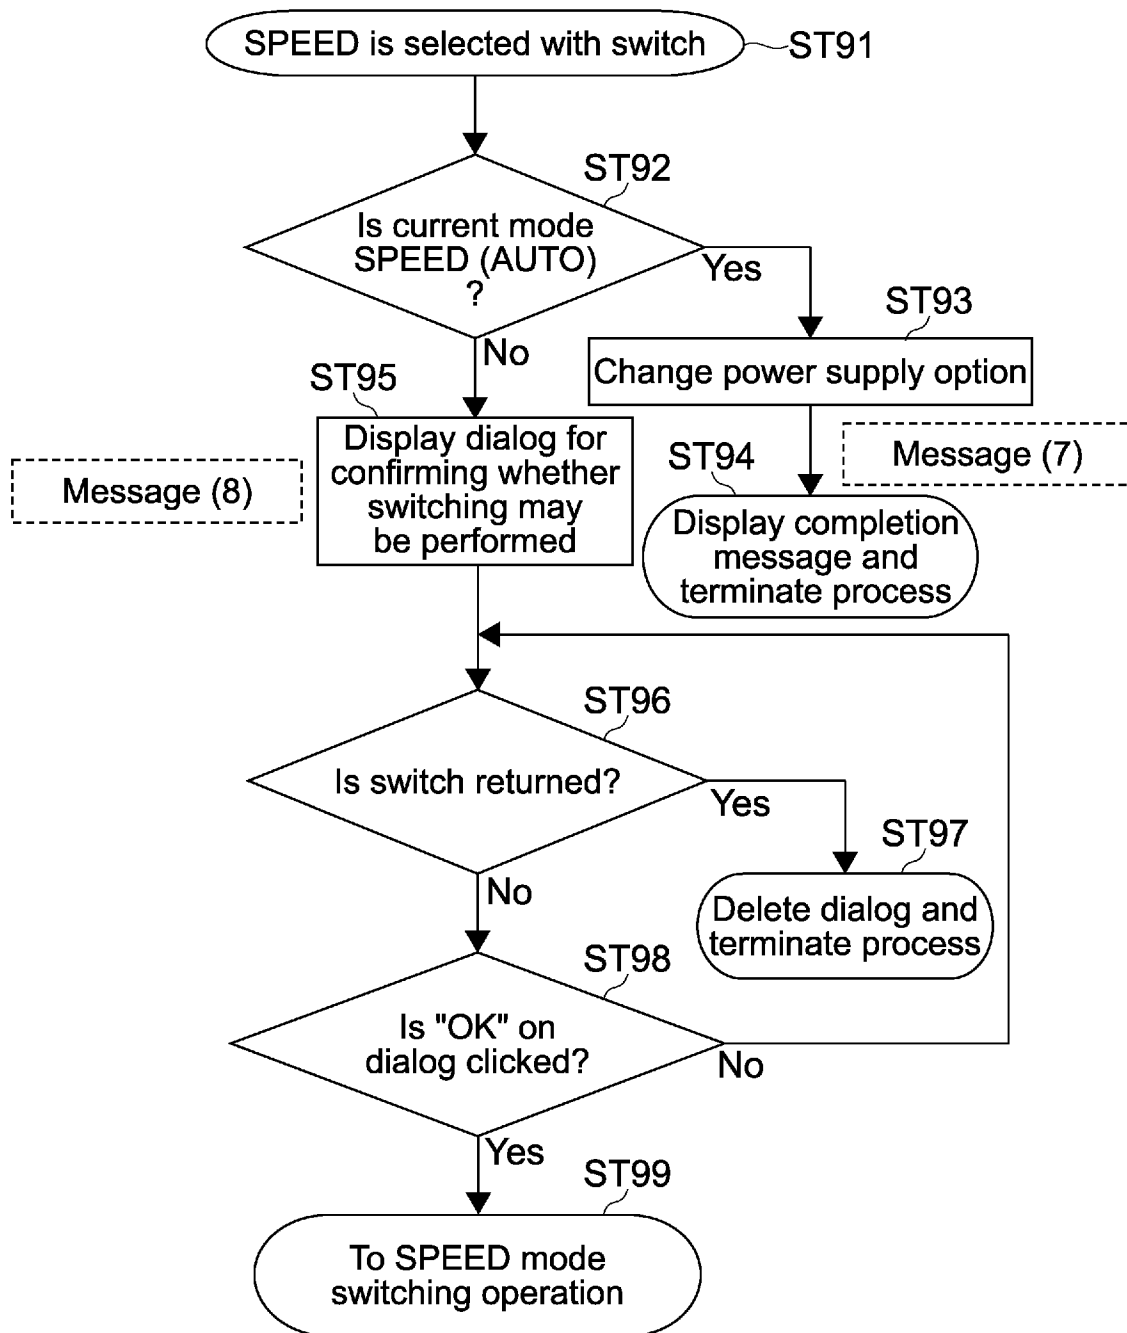 SPEED is selected with switch
ST91
ST92
Is current mode
SPEED (AUTO)
?
Yes
No
ST93
Change power supply option
ST95
Display dialog for
confirming whether
switching may
be performed
Message (8)
Message (7)
ST94
Display completion
message and
terminate process
ST96
Is switch returned?
Yes
No
ST97
Delete dialog and
terminate process
ST98
Is "OK" on
dialog clicked?
No
Yes
ST99
To SPEED mode
switching operation